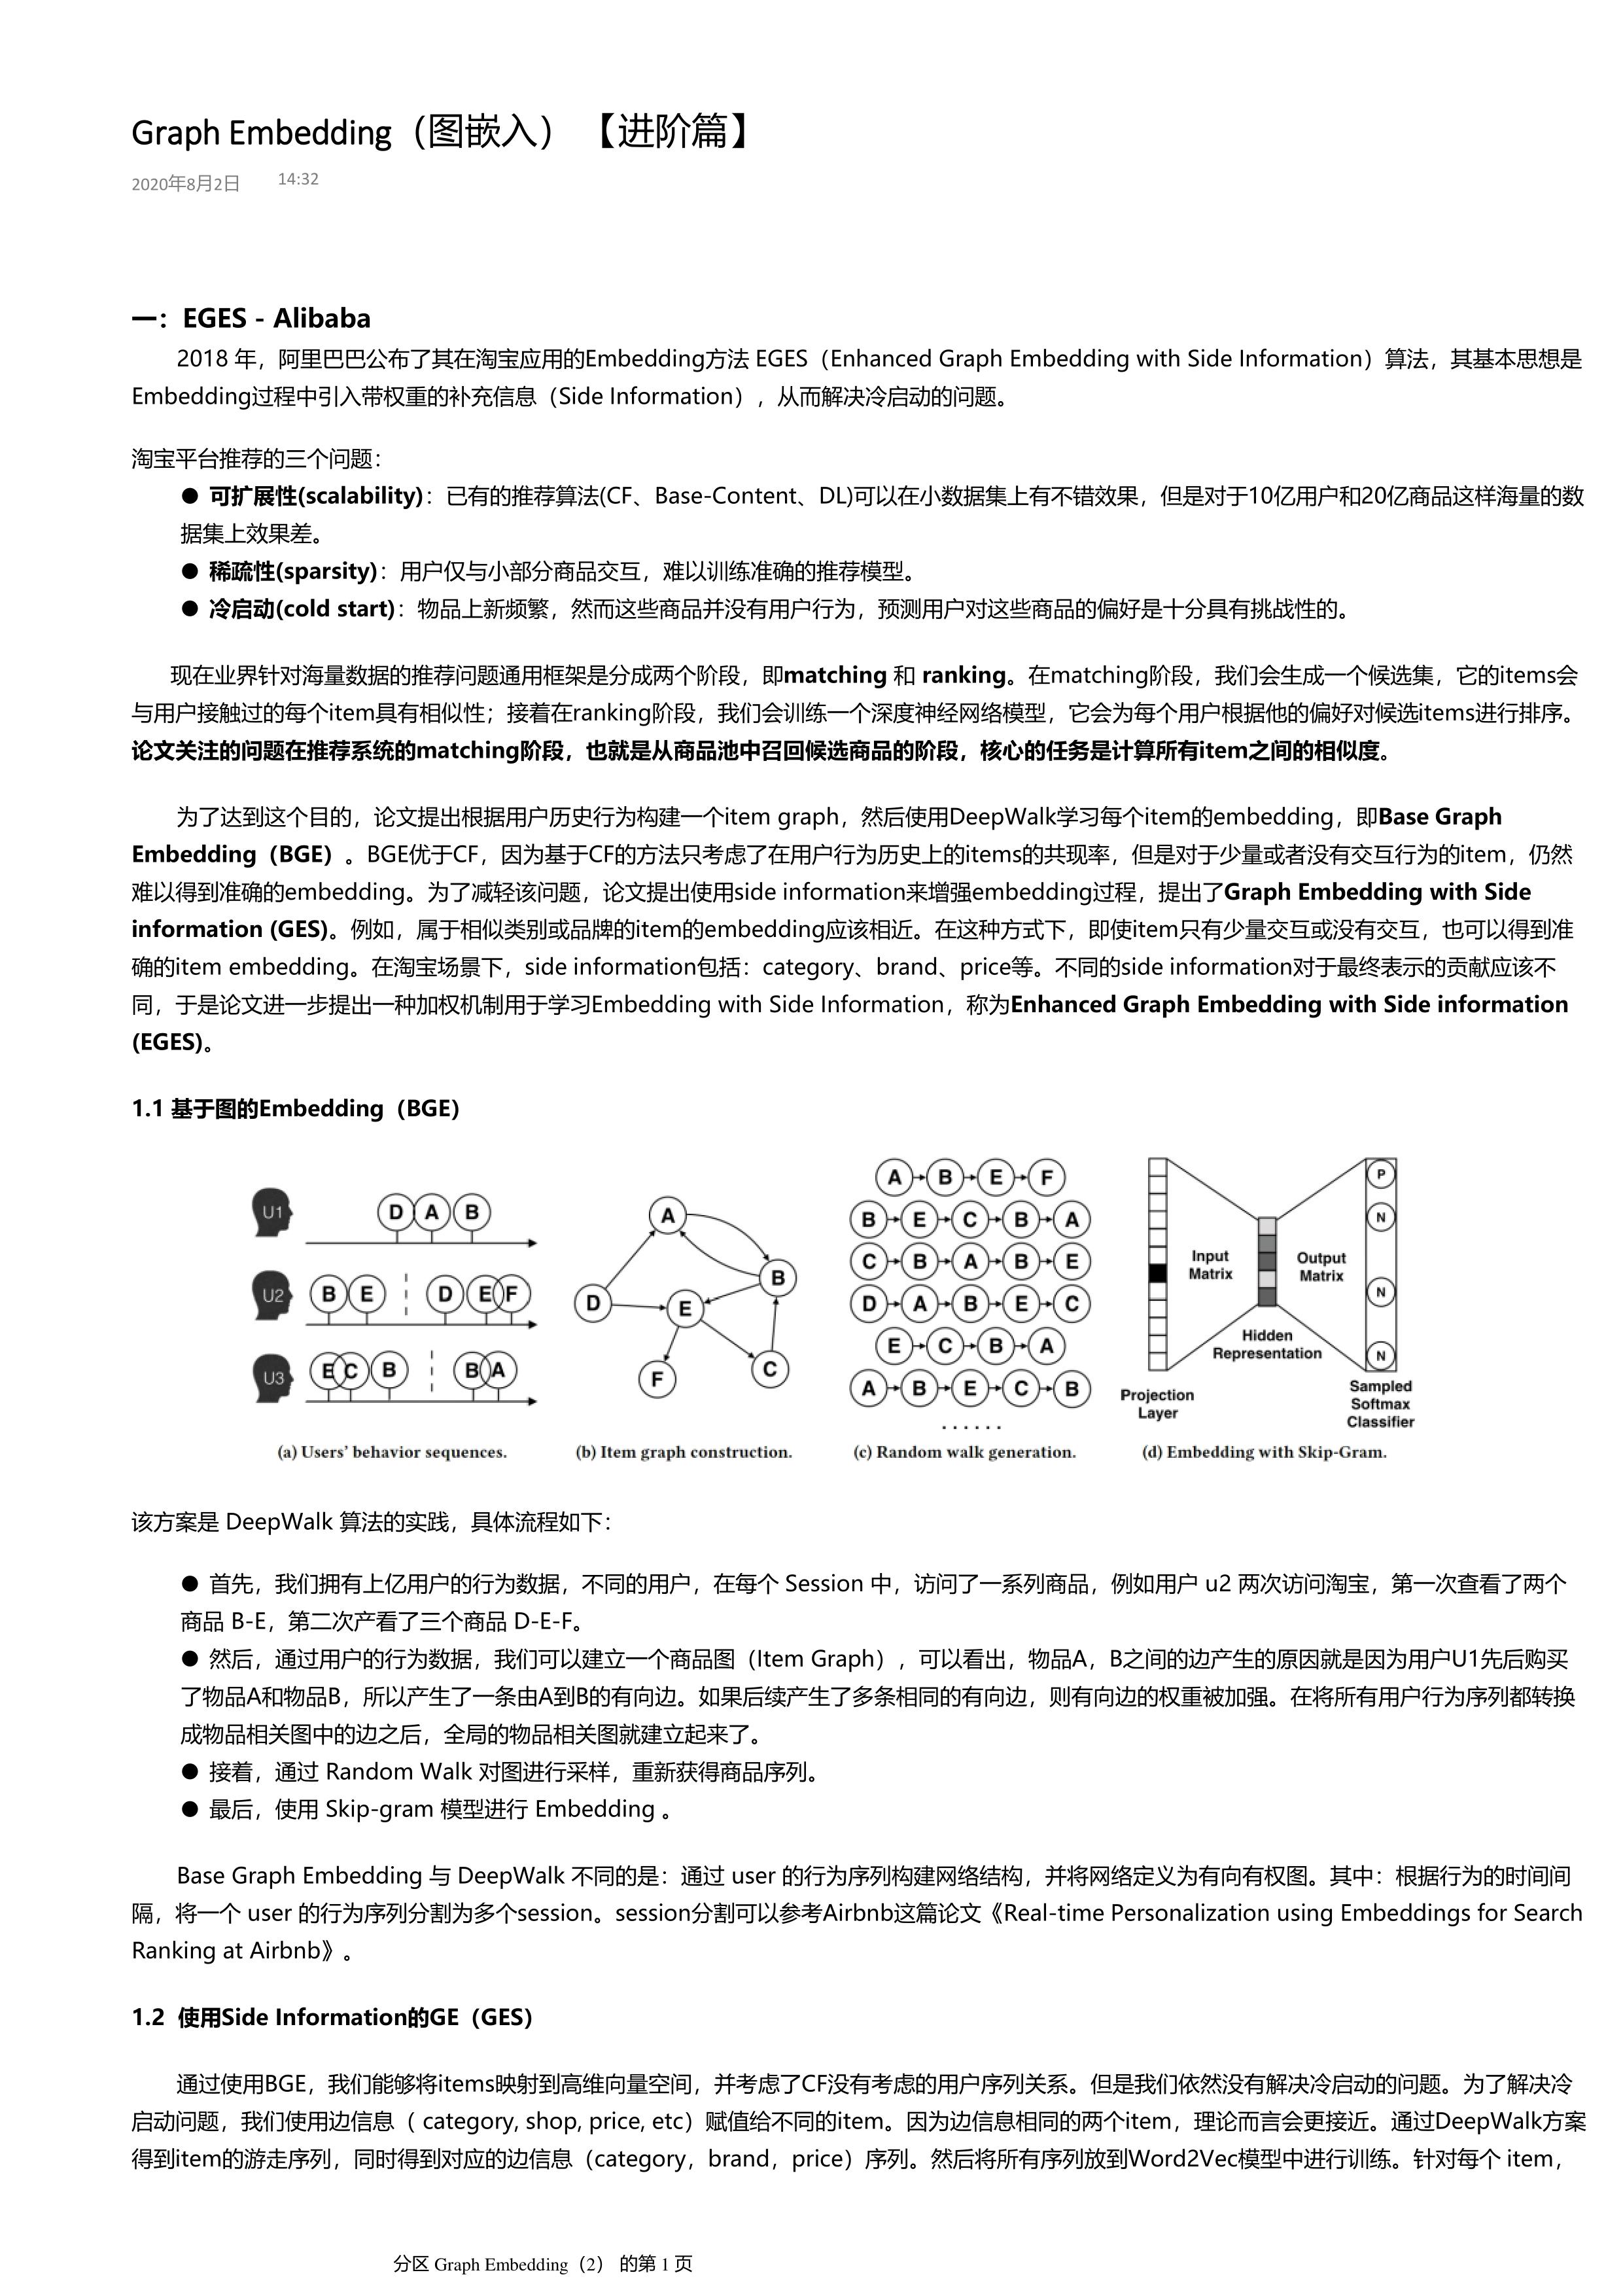 Graph Embedding（图嵌入）【进阶篇】
2020年8月2日 14:32
一：EGES - Alibaba
2018 年，阿里巴巴公布了其在淘宝应用的Embedding方法 EGES（Enhanced Graph Embedding with Side Information）算法，其基本思想是
Embedding过程中引入带权重的补充信息（Side Information），从而解决冷启动的问题。
淘宝平台推荐的三个问题：
● 可扩展性(scalability)：已有的推荐算法(CF、Base-Content、DL)可以在小数据集上有不错效果，但是对于10亿用户和20亿商品这样海量的数
据集上效果差。
● 稀疏性(sparsity)：用户仅与小部分商品交互，难以训练准确的推荐模型。
● 冷启动(cold start)：物品上新频繁，然而这些商品并没有用户行为，预测用户对这些商品的偏好是十分具有挑战性的。
现在业界针对海量数据的推荐问题通用框架是分成两个阶段，即matching 和 ranking。在matching阶段，我们会生成一个候选集，它的items会
与用户接触过的每个item具有相似性；接着在ranking阶段，我们会训练一个深度神经网络模型，它会为每个用户根据他的偏好对候选items进行排序。
论文关注的问题在推荐系统的matching阶段，也就是从商品池中召回候选商品的阶段，核心的任务是计算所有item之间的相似度。
为了达到这个目的，论文提出根据用户历史行为构建一个item graph，然后使用DeepWalk学习每个item的embedding，即Base Graph
Embedding（BGE）。BGE优于CF，因为基于CF的方法只考虑了在用户行为历史上的items的共现率，但是对于少量或者没有交互行为的item，仍然
难以得到准确的embedding。为了减轻该问题，论文提出使用side information来增强embedding过程，提出了Graph Embedding with Side
information (GES)。例如，属于相似类别或品牌的item的embedding应该相近。在这种方式下，即使item只有少量交互或没有交互，也可以得到准
确的item embedding。在淘宝场景下，side information包括：category、brand、price等。不同的side information对于最终表示的贡献应该不
同，于是论文进一步提出一种加权机制用于学习Embedding with Side Information，称为Enhanced Graph Embedding with Side information
(EGES)。
1.1 基于图的Embedding（BGE）
U1 D A B
U2 B E D E F
U3 E C B B A
(a) Users' behavior sequences.
A
B
D
E
C
F
(b) Item graph construction.
A B E F
B E C B A
C B A B E
D A B E C
E C B A
A B E C B
......
(c) Random walk generation.
P
N
N
N
Input
Matrix
Output
Matrix
Hidden
Representation
Projection
Layer
Sampled
Softmax
Classifier
(d) Embedding with Skip-Gram.
该方案是 DeepWalk 算法的实践，具体流程如下：
● 首先，我们拥有上亿用户的行为数据，不同的用户，在每个 Session 中，访问了一系列商品，例如用户 u2 两次访问淘宝，第一次查看了两个
商品 B-E，第二次产看了三个商品 D-E-F。
● 然后，通过用户的行为数据，我们可以建立一个商品图（Item Graph），可以看出，物品A，B之间的边产生的原因就是因为用户U1先后购买
了物品A和物品B，所以产生了一条由A到B的有向边。如果后续产生了多条相同的有向边，则有向边的权重被加强。在将所有用户行为序列都转换
成物品相关图中的边之后，全局的物品相关图就建立起来了。
● 接着，通过 Random Walk 对图进行采样，重新获得商品序列。
● 最后，使用 Skip-gram 模型进行 Embedding 。
Base Graph Embedding 与 DeepWalk 不同的是：通过 user 的行为序列构建网络结构，并将网络定义为有向有权图。其中：根据行为的时间间
隔，将一个 user 的行为序列分割为多个session。session分割可以参考Airbnb这篇论文《Real-time Personalization using Embeddings for Search
Ranking at Airbnb》。
1.2 使用Side Information的GE（GES）
通过使用BGE，我们能够将items映射到高维向量空间，并考虑了CF没有考虑的用户序列关系。但是我们依然没有解决冷启动的问题。为了解决冷
启动问题，我们使用边信息（ category, shop, price, etc）赋值给不同的item。因为边信息相同的两个item，理论而言会更接近。通过DeepWalk方案
得到item的游走序列，同时得到对应的边信息（category，brand，price）序列。然后将所有序列放到Word2Vec模型中进行训练。针对每个 item，
分区 Graph Embedding（2） 的第 1 页